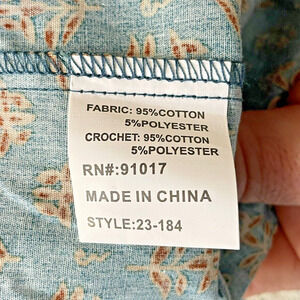 FABRIC: 95%COTTON
5%POLYESTER
CROCHET: 95%COTTON
5%POLYESTER
RN#:91017
MADE IN CHINA
STYLE:23-184